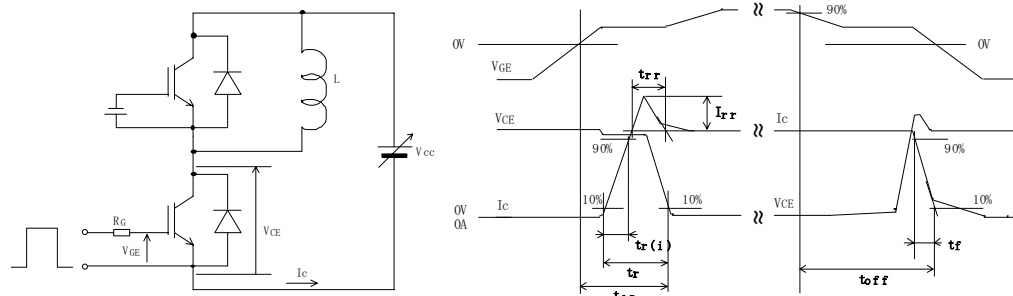 L
Vcc
RG
VGE
VCE
Ic
0V
VGE
trr
Irr
VCE
90%
10%
10%
Ic
0V
0A
tr(i)
tr
90%
0V
Ic
90%
VCE
10%
tf
toff